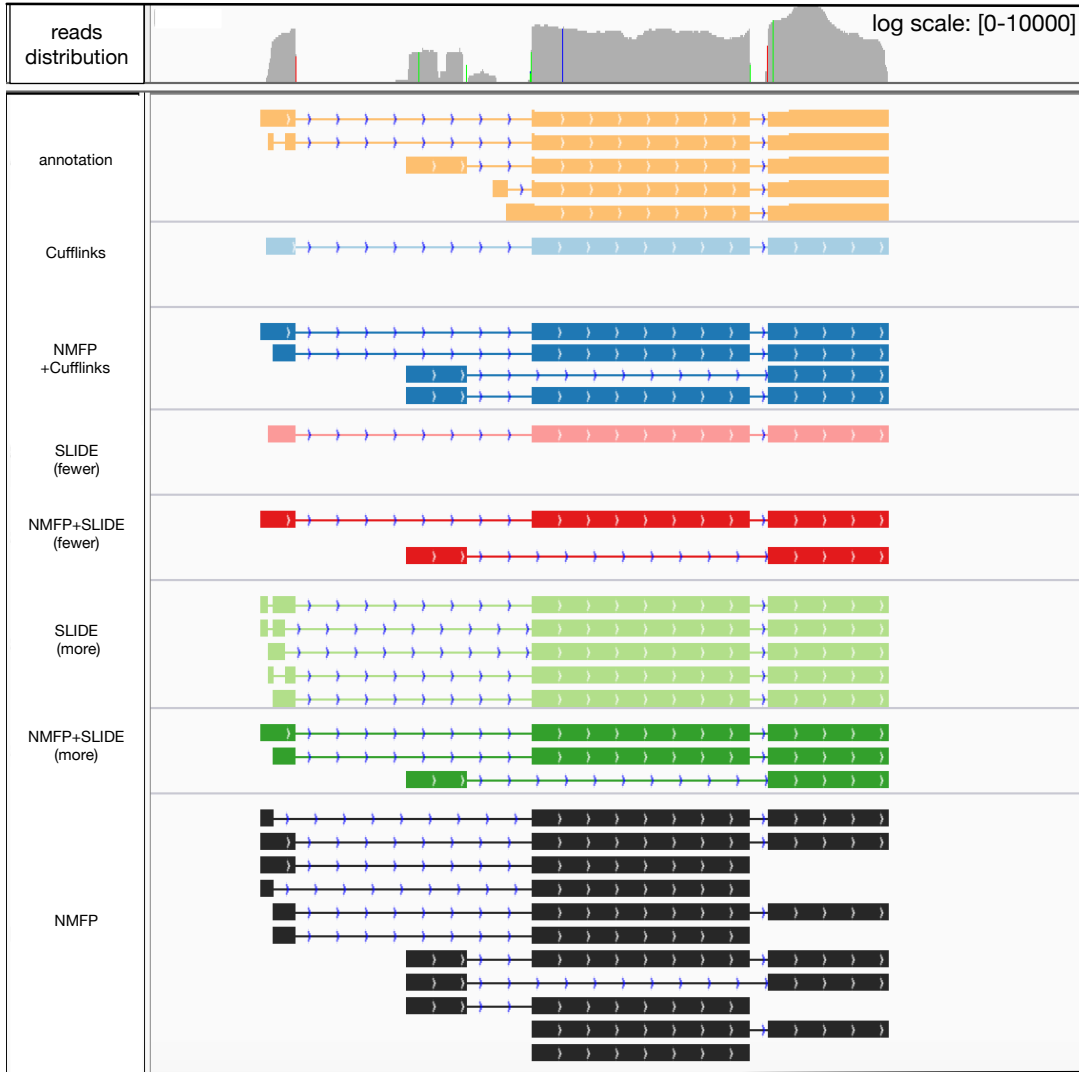 reads
distribution
log scale: [0-10000]
annotation
Cufflinks
NMFP
+Cufflinks
SLIDE
(fewer)
NMFP+SLIDE
(fewer)
SLIDE
(more)
NMFP+SLIDE
(more)
NMFP